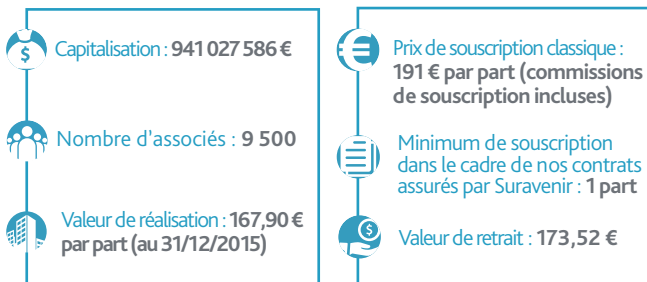 Capitalisation : 941 027 586 €
Nombre d'associés : 9 500
Valeur de réalisation : 167,90 €
par part (au 31/12/2015)
Prix de souscription classique :
191 € par part (commissions
de souscription incluses)
Minimum de souscription
dans le cadre de nos contrats
assurés par Suravenir : 1 part
Valeur de retrait : 173,52 €